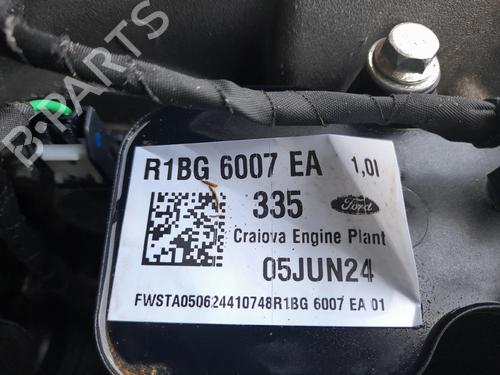 B-PARTS
R1BG 6007 EA 1,0l
335 Ford
Craiova Engine Plant
05JUN24
FWSTA050624410748R1BG 6007 EA 01